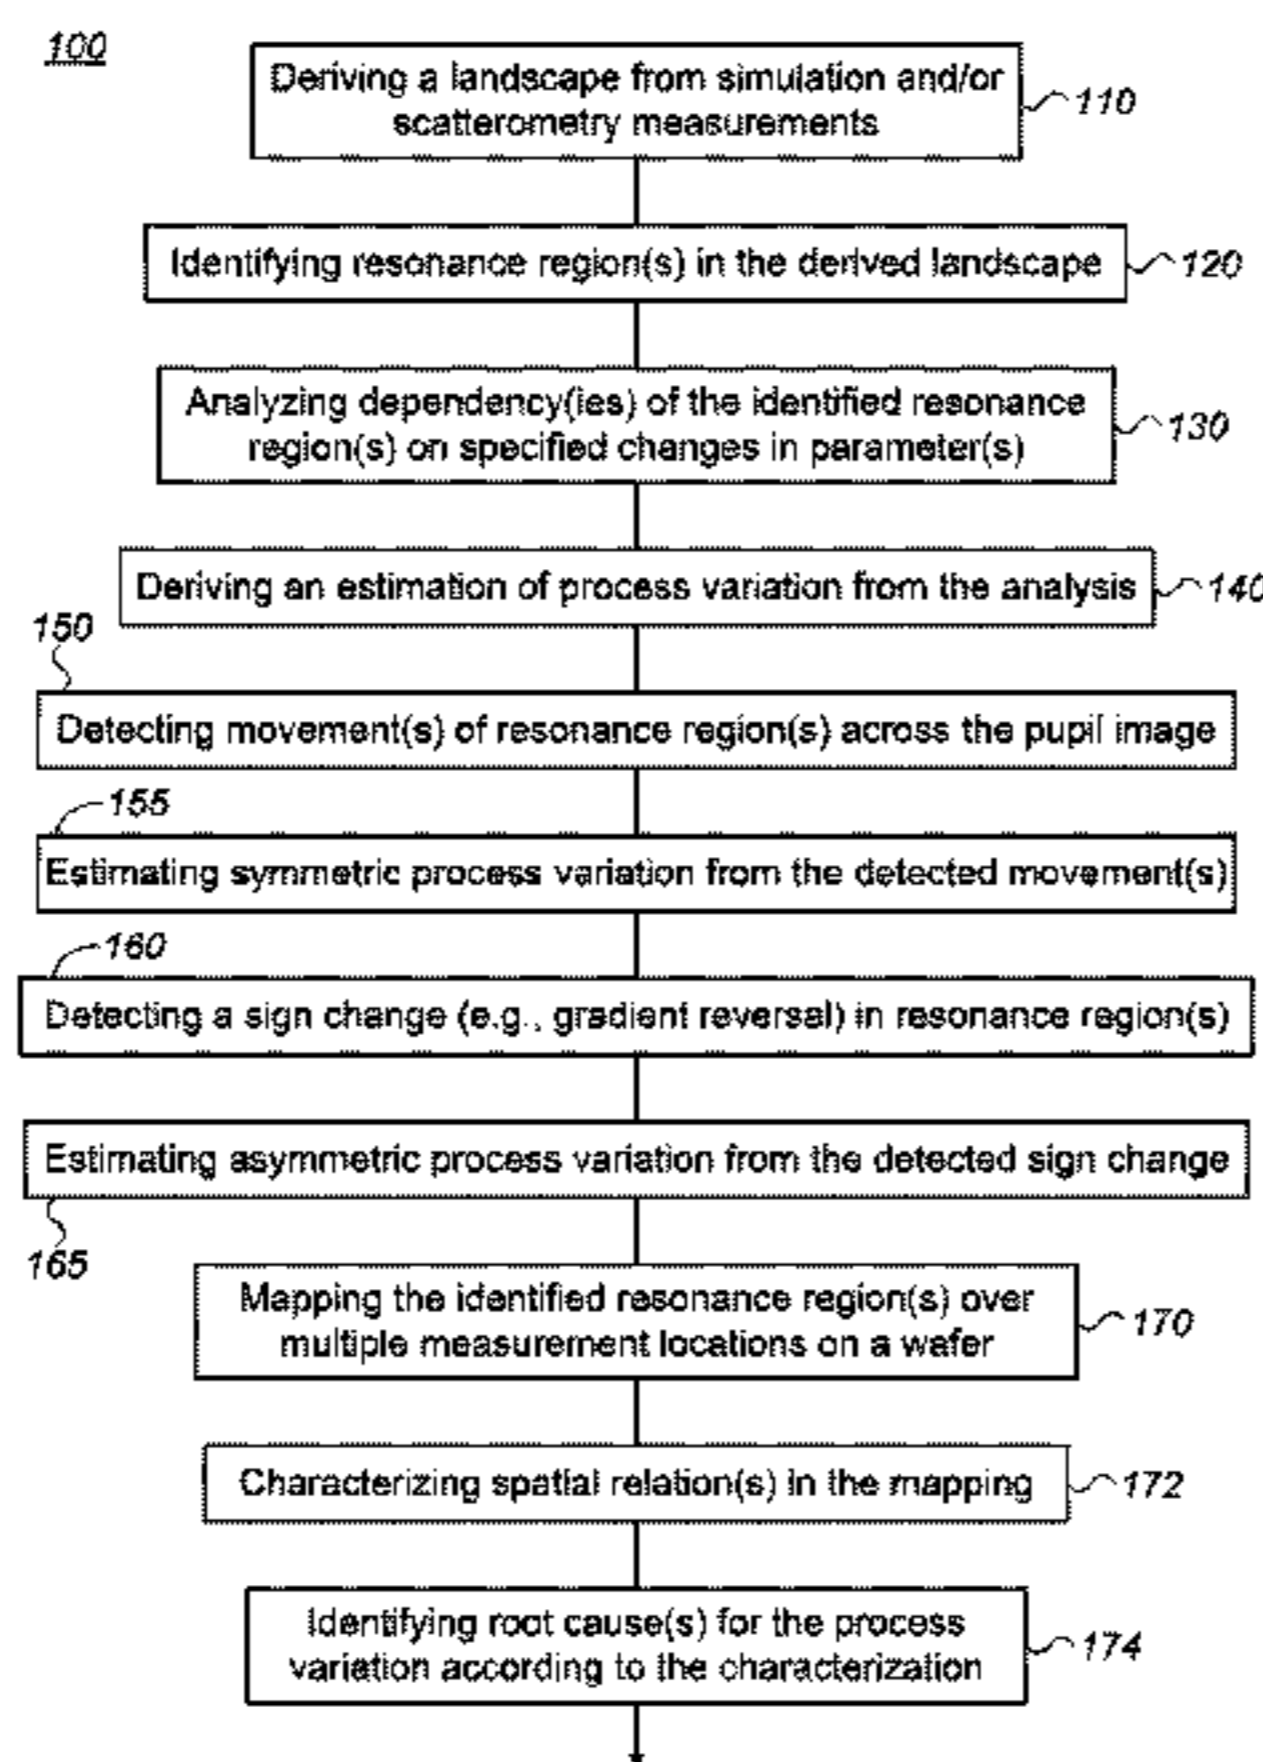 100
Deriving a landscape from simulation and/or
scatterometry measurements
110
Identifying resonance region(s) in the derived landscape
120
Analyzing dependency(ies) of the identified resonance
region(s) on specified changes in parameter(s)
130
Deriving an estimation of process variation from the analysis
140
150
Detecting movement(s) of resonance region(s) across the pupil image
155
Estimating symmetric process variation from the detected movement(s)
160
Detecting a sign change (e.g., gradient reversal) in resonance region(s)
Estimating asymmetric process variation from the detected sign change
165
Mapping the identified resonance region(s) over
multiple measurement locations on a wafer
170
Characterizing spatial relation(s) in the mapping
172
Identifying root cause(s) for the process
variation according to the characterization
174